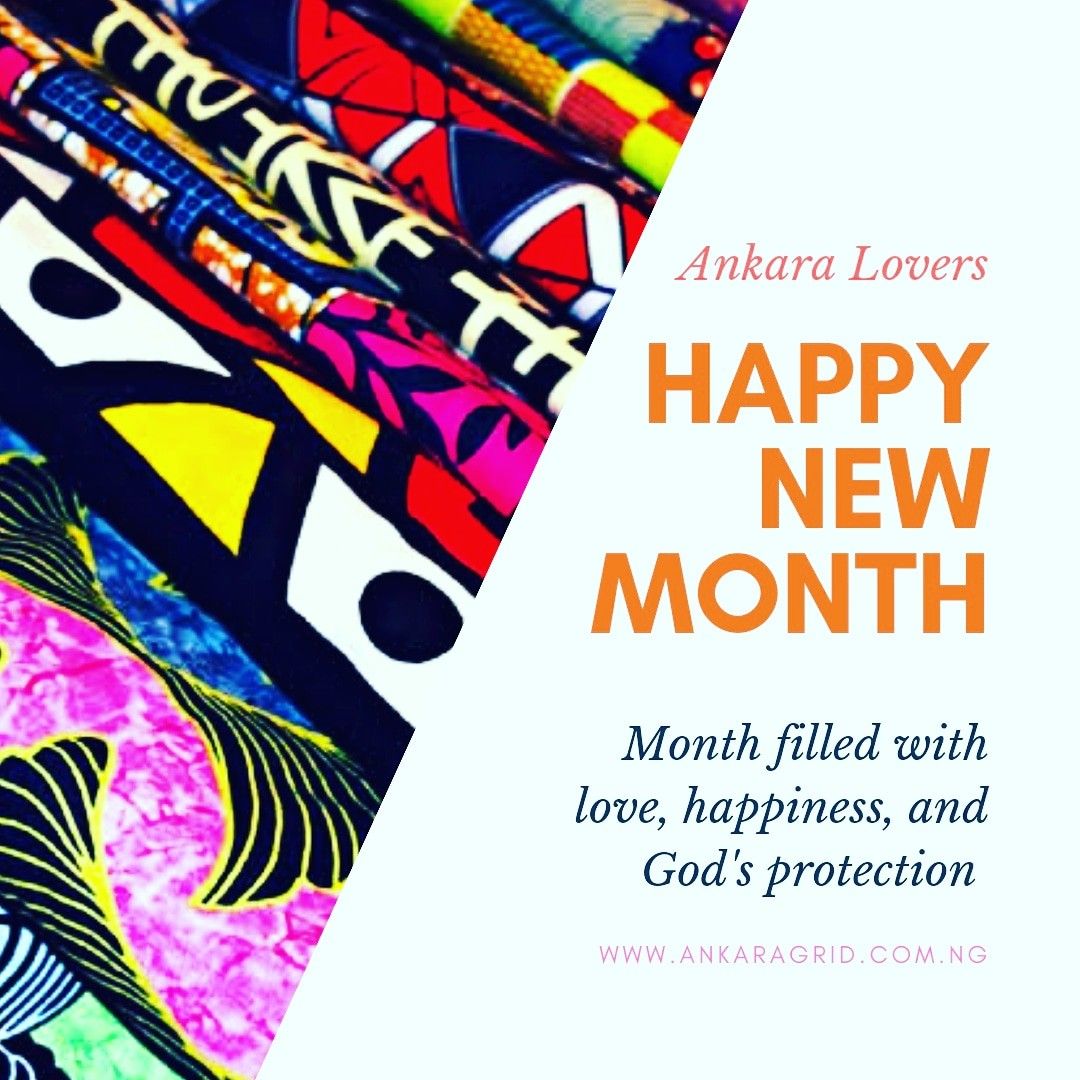 Ankara Lovers
HAPPY
NEW
MONTH
Month filled with
love, happiness, and
God's protection
WWW.ANKARAGRID.COM.NG